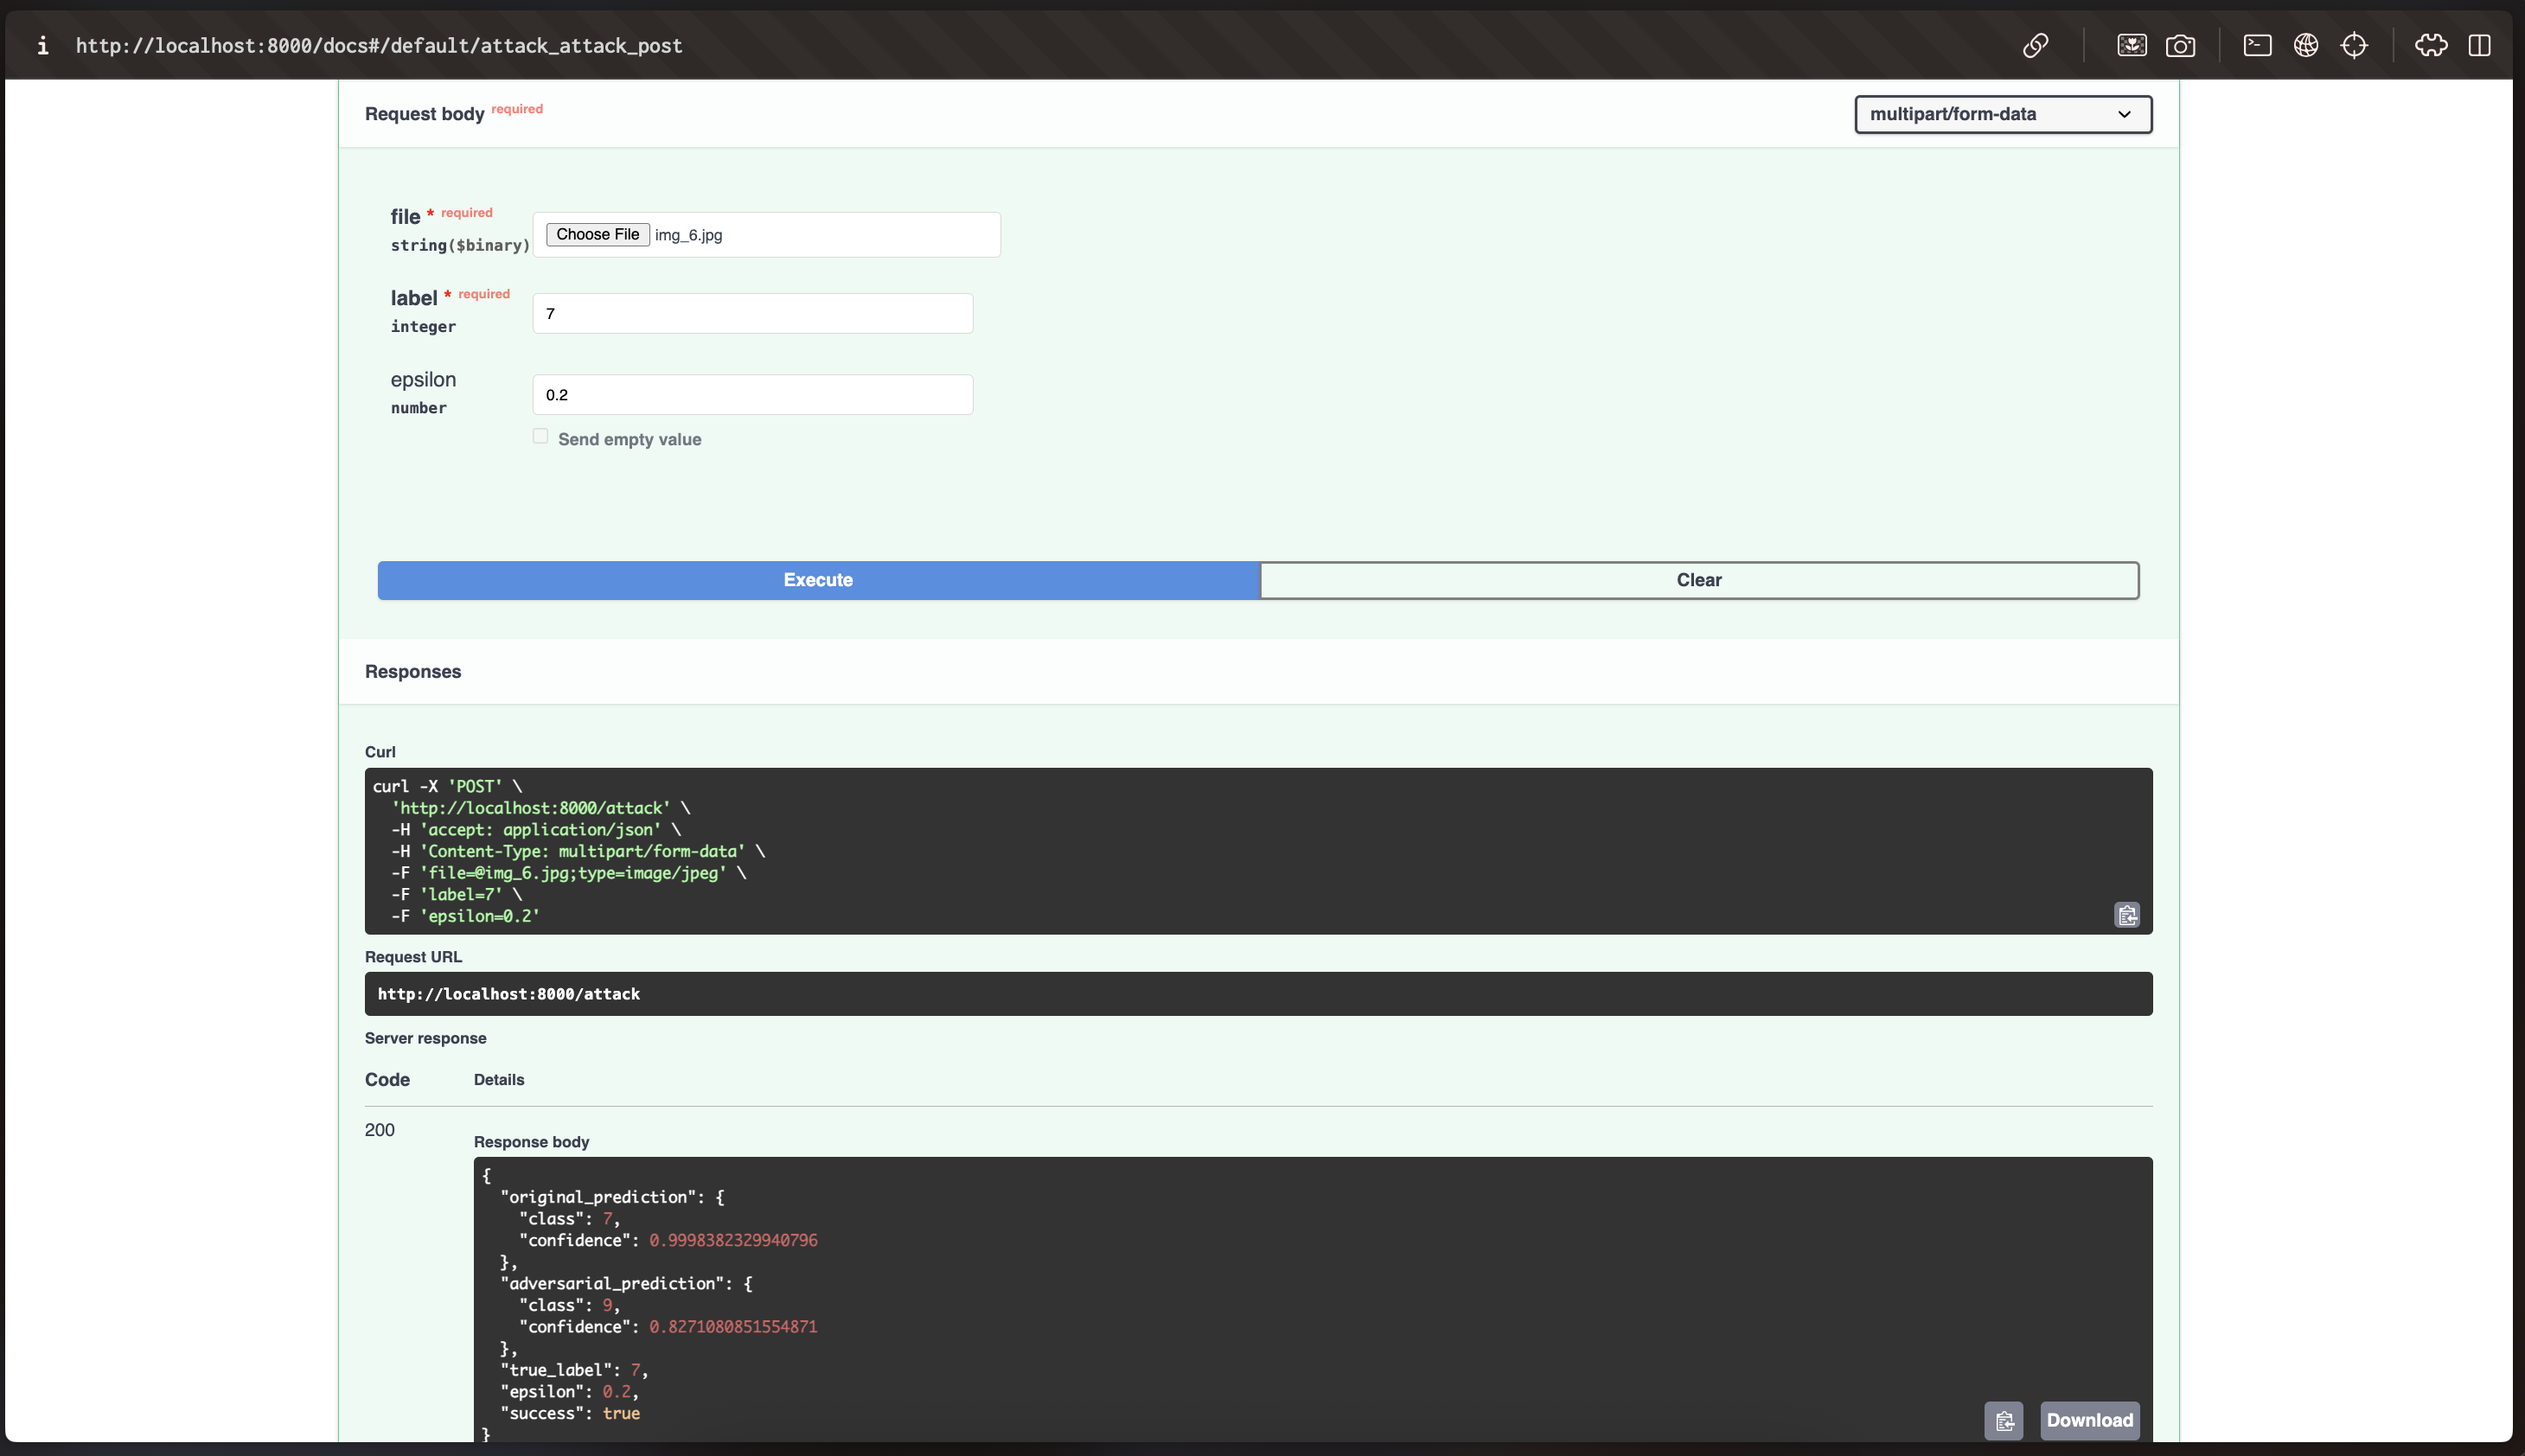 i http://localhost:8000/docs#/default/attack_attack_post
Request body required
multipart/form-data
file * required
string($binary)
Choose File img_6.jpg
label * required
integer
7
epsilon
number
0.2
Send empty value
Execute
Clear
Responses
Curl
curl -X 'POST' \
'http://localhost:8000/attack' \
-H 'accept: application/json' \
-H 'Content-Type: multipart/form-data' \
-F 'file=@img_6.jpg;type=image/jpeg' \
-F 'label=7' \
-F 'epsilon=0.2'
Request URL
http://localhost:8000/attack
Server response
Code Details
200
Response body
{
"original_prediction": {
"class": 7,
"confidence": 0.9998382329940796
},
"adversarial_prediction": {
"class": 9,
"confidence": 0.8271080851554871
},
"true_label": 7,
"epsilon": 0.2,
"success": true
}
Download